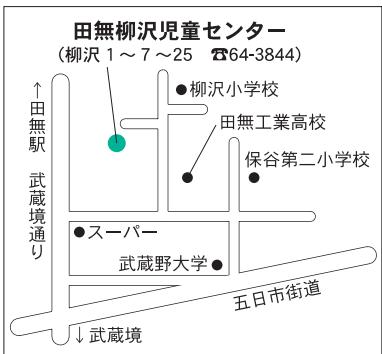 田無柳沢児童センター
（柳沢1～7～25　☎64-3844）
●柳沢小学校
田無工業高校
保谷第二小学校
↑田無駅　武蔵境通り
●スーパー
武蔵野大学●
五日市街道
↓武蔵境